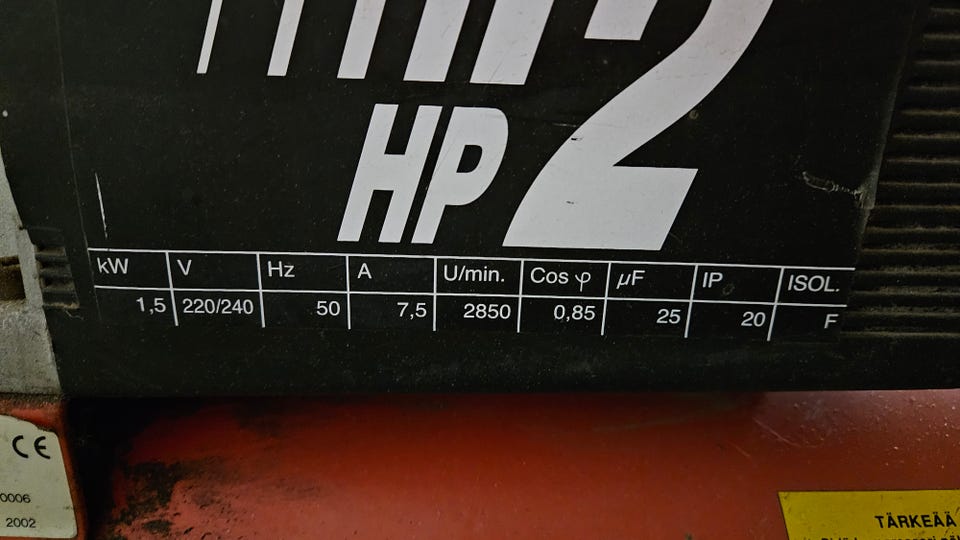 HP 2
kW V Hz A U/min. Cos φ µF IP ISOL.
1,5 220/240 50 7,5 2850 0,85 25 20 F
CE
0006
2002
TÄRKEÄÄ